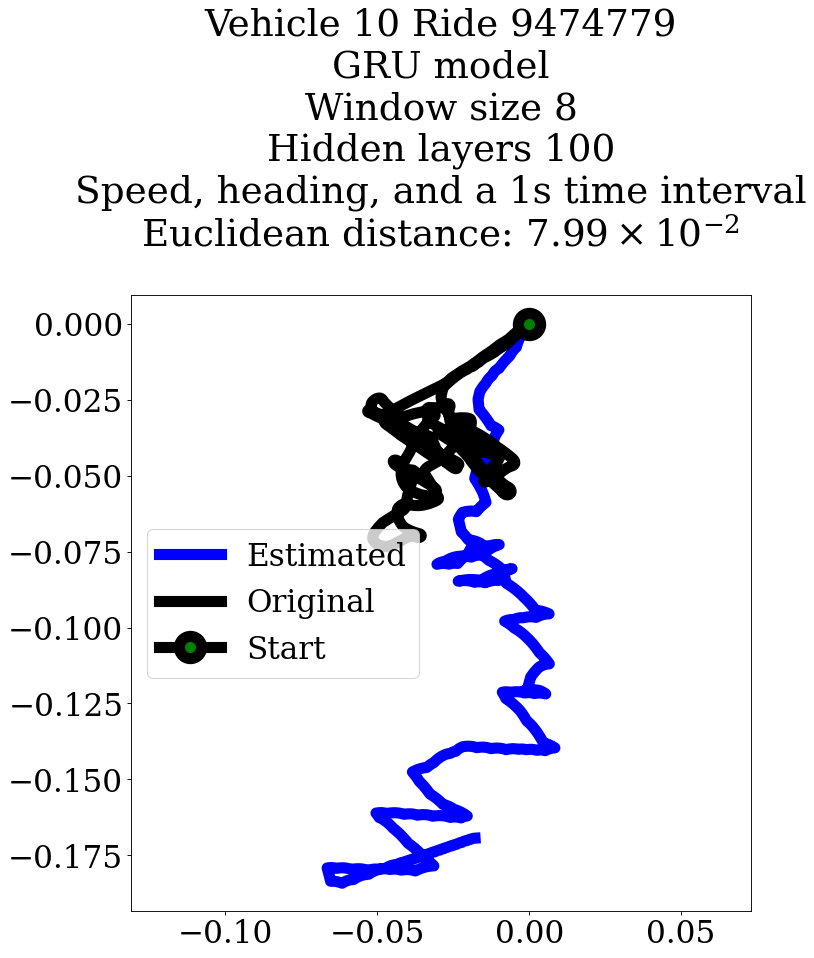 Vehicle 10 Ride 9474779
GRU model
Window size 8
Hidden layers 100
Speed, heading, and a 1s time interval
Euclidean distance: 7.99 × 10⁻²
0.000
−0.025
−0.050
−0.075
−0.100
−0.125
−0.150
−0.175
Estimated
Original
Start
−0.10
−0.05
0.00
0.05